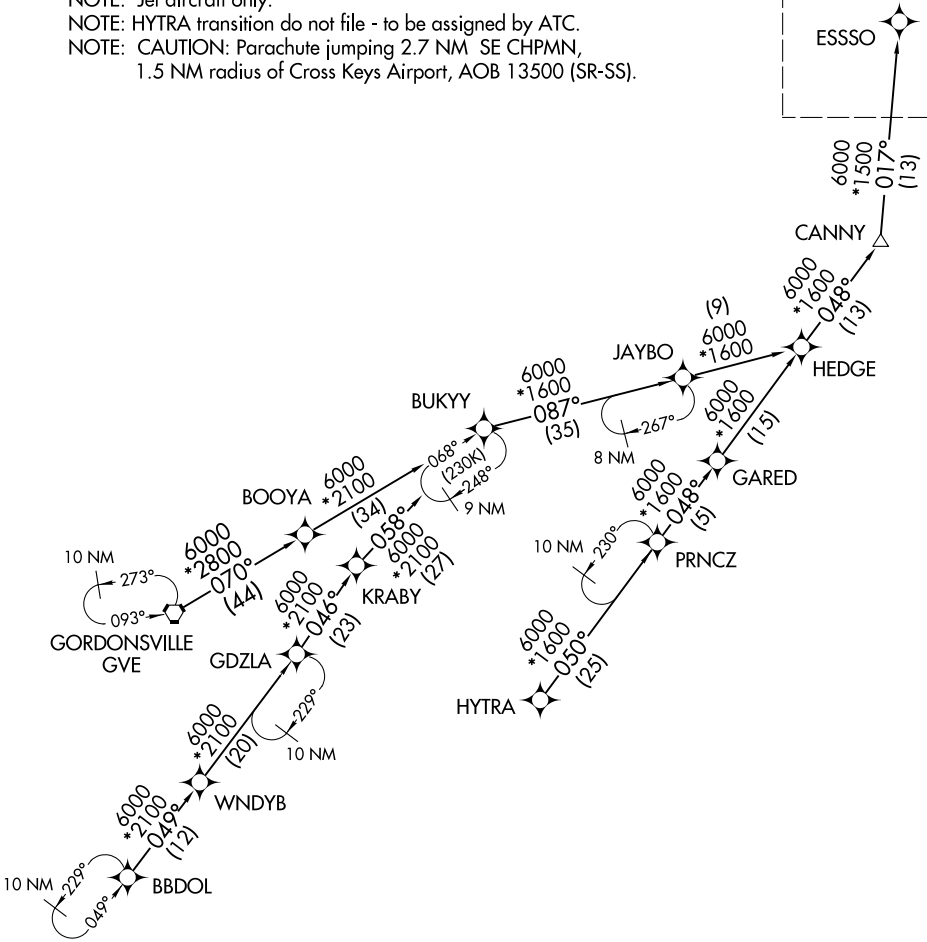 NOTE: Jet aircraft only.
NOTE: HYTRA transition do not file - to be assigned by ATC.
NOTE: CAUTION: Parachute jumping 2.7 NM SE CHPMN,
1.5 NM radius of Cross Keys Airport, AOB 13500 (SR-SS).
ESSSO
6000
*1500
017°
(13)
CANNY
6000
*1600
048°
(13)
HEDGE
(9)
6000
*1600
JAYBO
267°
8 NM
6000
*1600
087°
(35)
BUKYY
068°
(230K)
248°
9 NM
6000
*1600
(15)
GARED
6000
*1600
048°
(5)
PRNCZ
10 NM
230°
6000
*1600
050°
(25)
HYTRA
BOOYA
6000
*2100
(34)
058°
6000
*2100
(27)
KRABY
10 NM
273°
093°
6000
*2800
070°
(44)
GORDONSVILLE
GVE
6000
*2100
046°
(23)
GDZLA
229°
10 NM
6000
*2100
(20)
WNDYB
6000
*2100
049°
(12)
BBDOL
10 NM
229°
049°